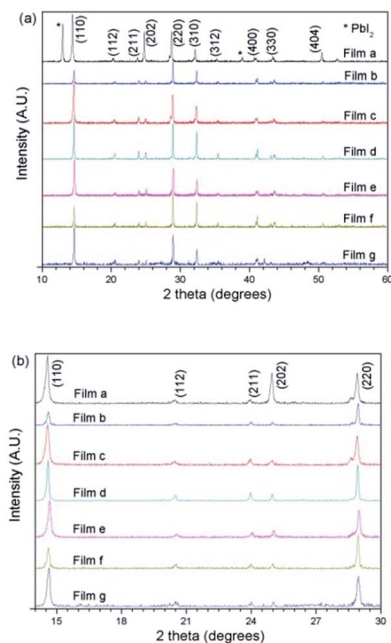 (a)
* PbI2
*
(110)
(112)
(211)
(202)
(220)
(310)
(312)
*
(400)
(330)
(404)
Film a
Film b
Film c
Film d
Film e
Film f
Film g
Intensity (A.U.)
10 20 30 40 50 60
2 theta (degrees)
(b)
(110)
(112)
(211)
(202)
(220)
Film a
Film b
Film c
Film d
Film e
Film f
Film g
Intensity (A.U.)
15 18 21 24 27 30
2 theta (degrees)